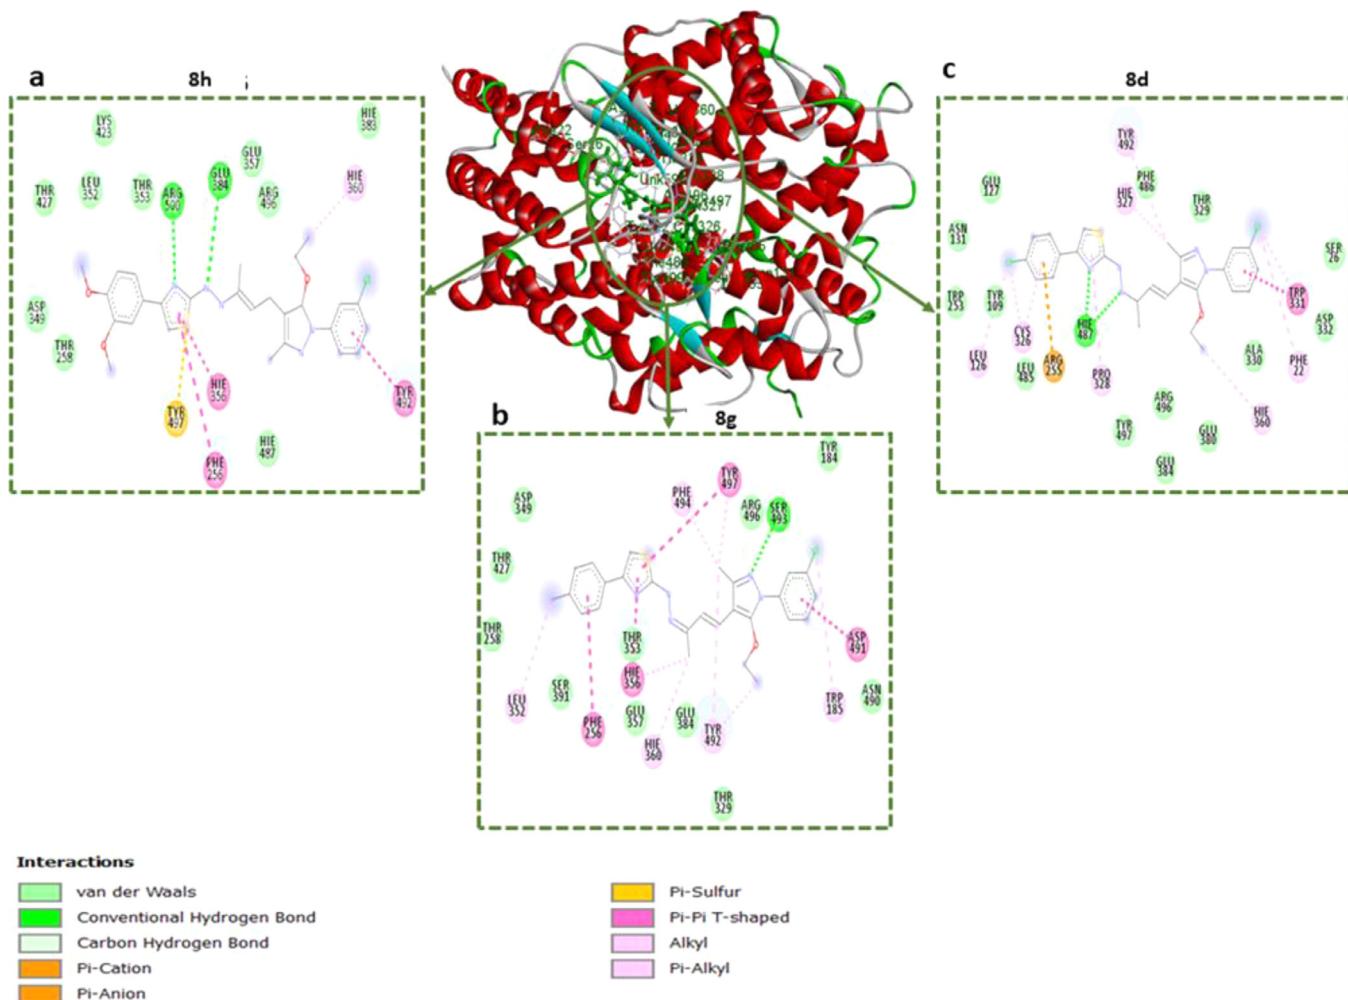 a
8h
LYS
423
HIE
383
GLU
357
GLU
384
THR
427
LEU
352
THR
353
ARG
500
ARG
496
HIE
360
ASP
349
THR
258
TYR
497
HIE
356
PHE
256
HIE
487
TYR
492
c
8d
TYR
492
GLU
127
HIE
327
PHE
486
THR
329
ASN
131
SER
26
TRP
253
TYR
109
TRP
331
CYS
326
HIE
487
ASP
332
LEU
126
LEU
485
ARG
255
PRO
328
ALA
330
PHE
22
ARG
496
HIE
360
TYR
497
GLU
380
GLU
384
b
8g
TYR
184
PHE
494
TYR
497
ASP
349
ARG
496
SER
493
THR
427
THR
258
THR
353
ASP
491
HIE
356
SER
391
LEU
352
PHE
256
GLU
357
GLU
384
TRP
185
ASN
490
HIE
360
TYR
492
THR
329
Interactions
van der Waals
Conventional Hydrogen Bond
Carbon Hydrogen Bond
Pi-Cation
Pi-Anion
Pi-Sulfur
Pi-Pi T-shaped
Alkyl
Pi-Alkyl